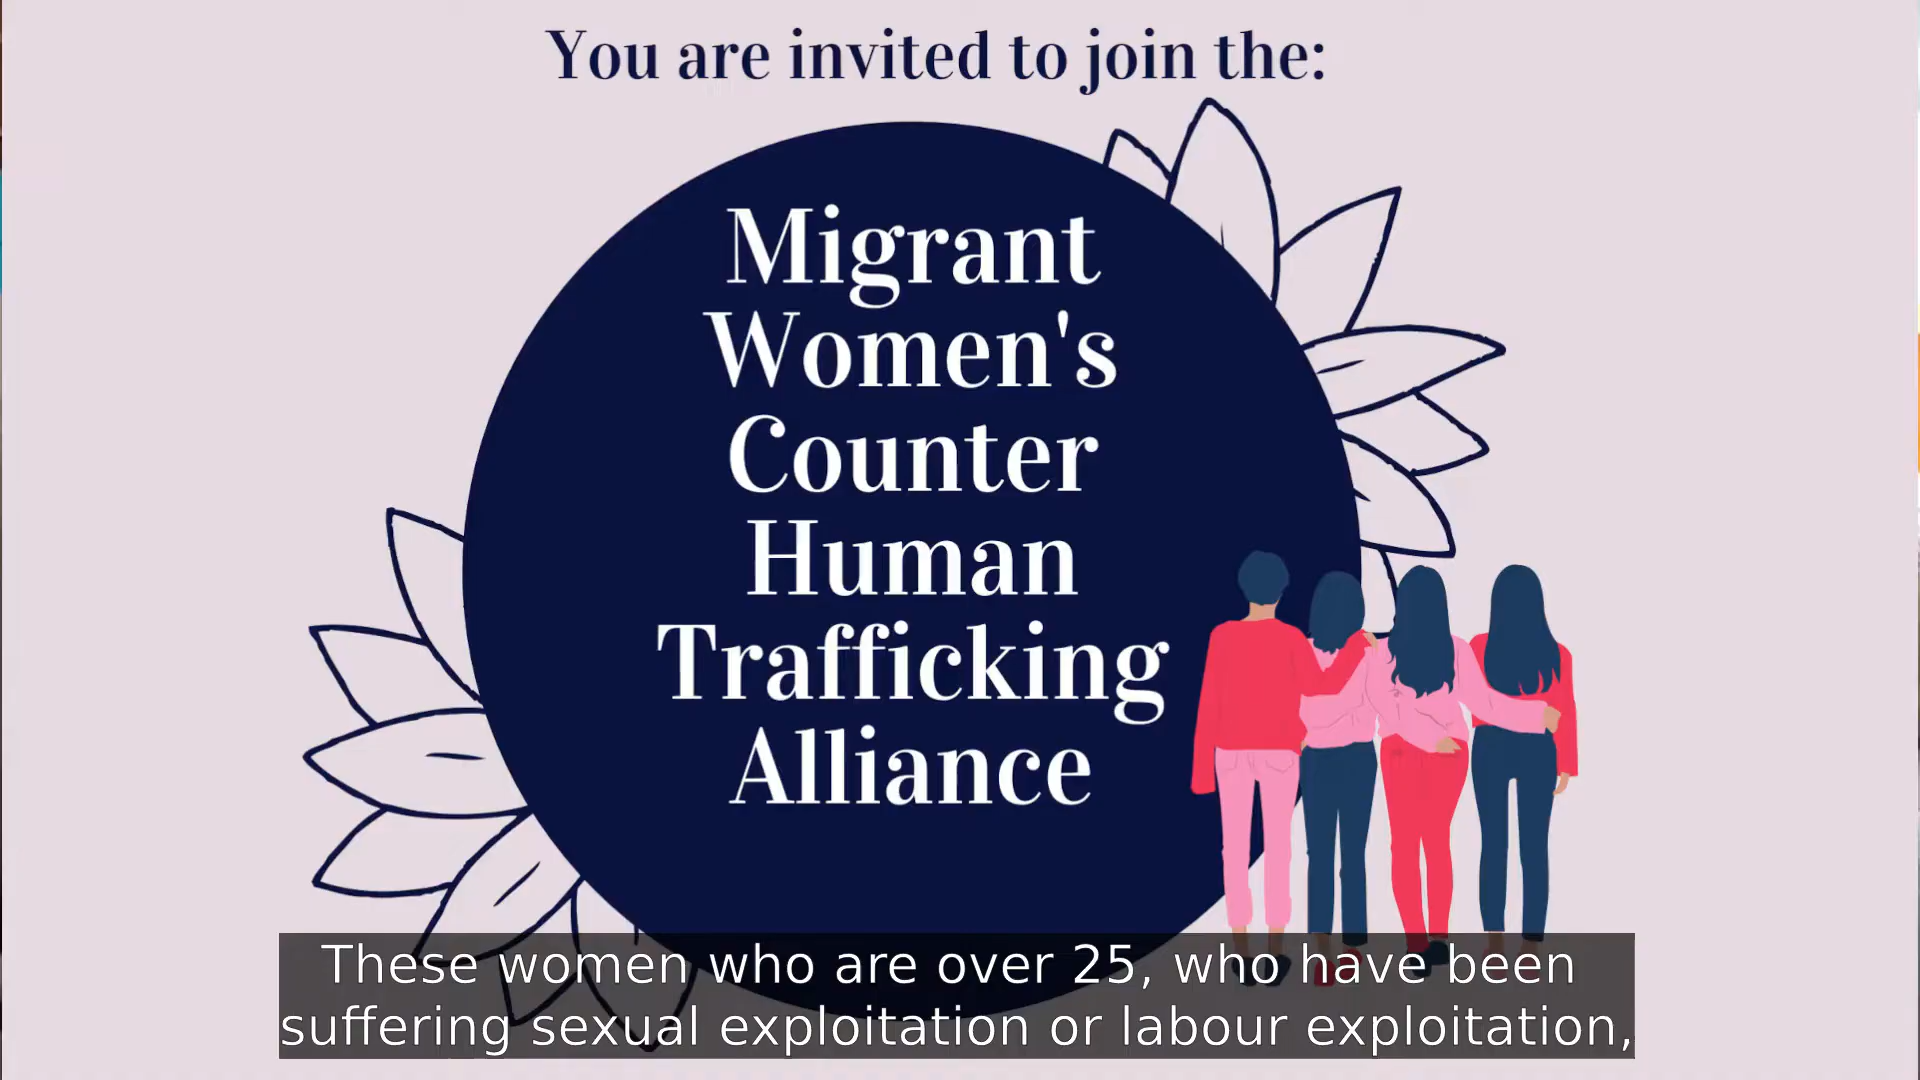 You are invited to join the:
Migrant
Women's
Counter
Human
Trafficking
Alliance
These women who are over 25, who have been
suffering sexual exploitation or labour exploitation,